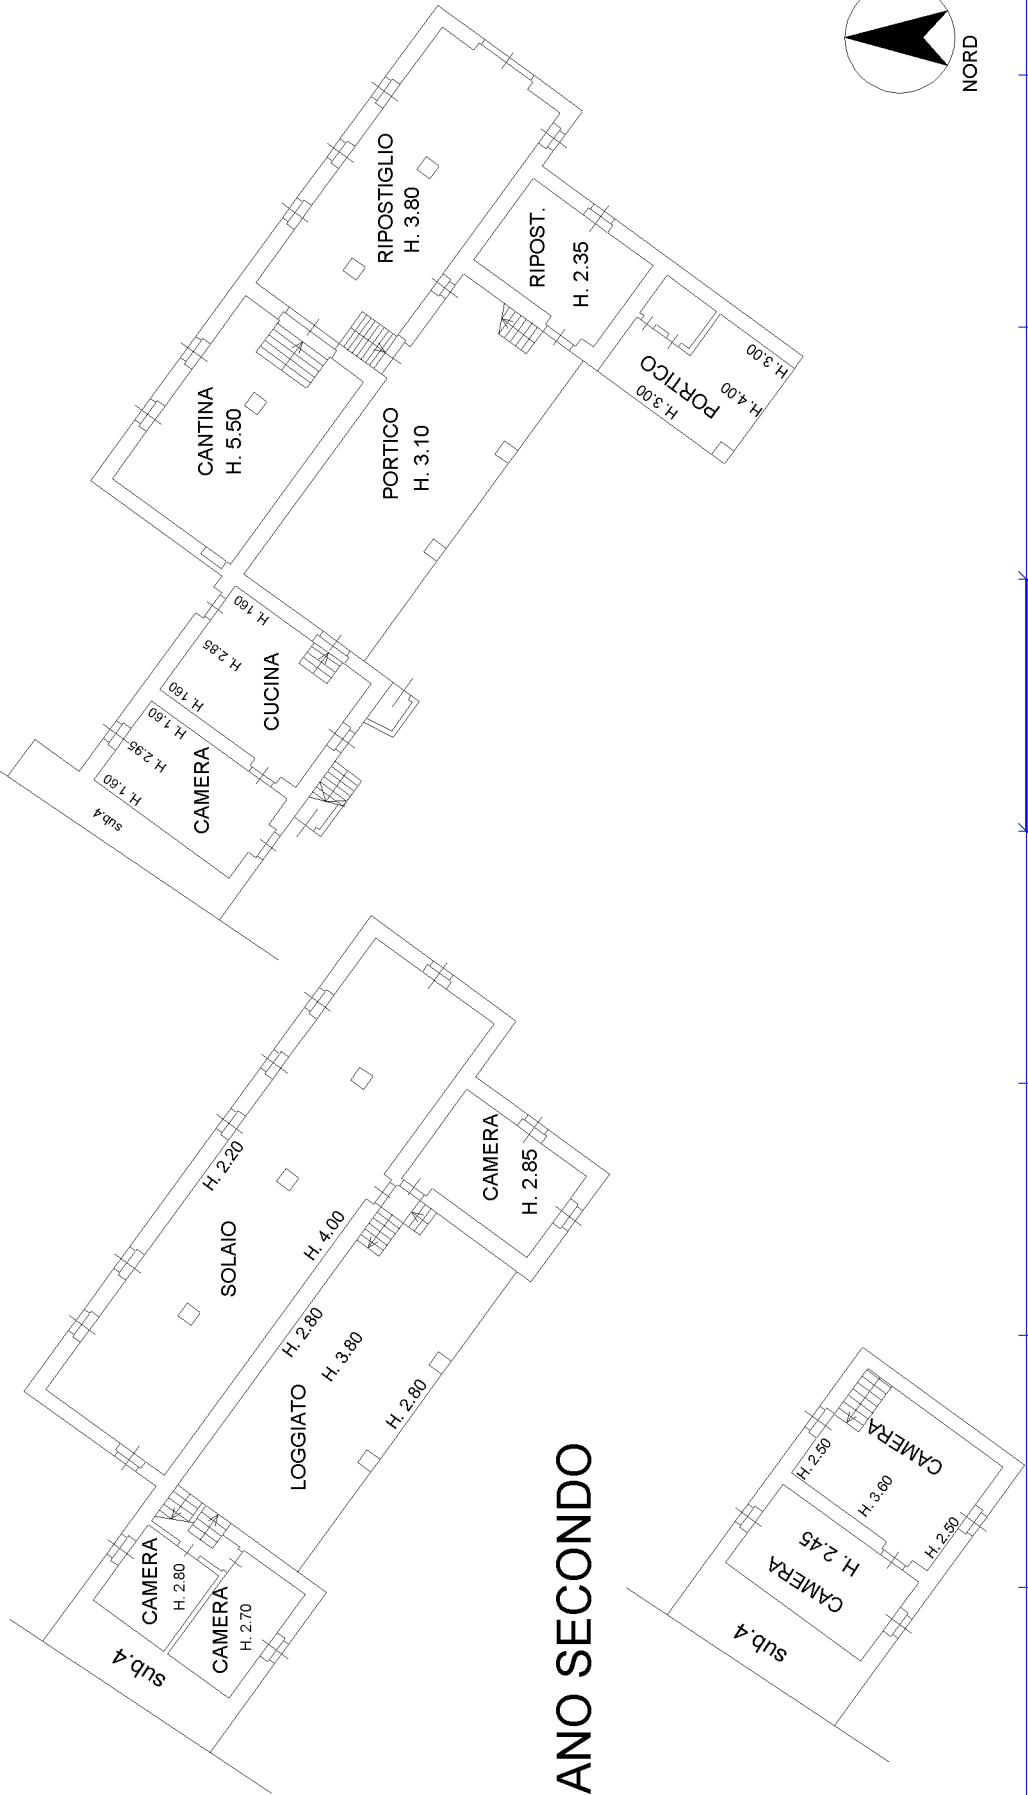 NORD
RIPOSTIGLIO
H. 3.80
RIPOST.
H. 2.35
CANTINA
H. 5.50
PORTICO
H. 3.10
PORTICO
H. 3.00
H. 4.00
H. 3.00
CUCINA
H. 160
H. 2.85
H. 160
CAMERA
H. 1.60
H. 2.95
H. 1.60
sub.4
SOLAIO
H. 2.20
H. 4.00
CAMERA
H. 2.85
LOGGIATO
H. 2.80
H. 3.80
H. 2.80
CAMERA
H. 2.80
CAMERA
H. 2.70
sub.4
ANO SECONDO
CAMERA
H. 2.50
H. 3.60
H. 2.50
CAMERA
H. 2.45
sub.4